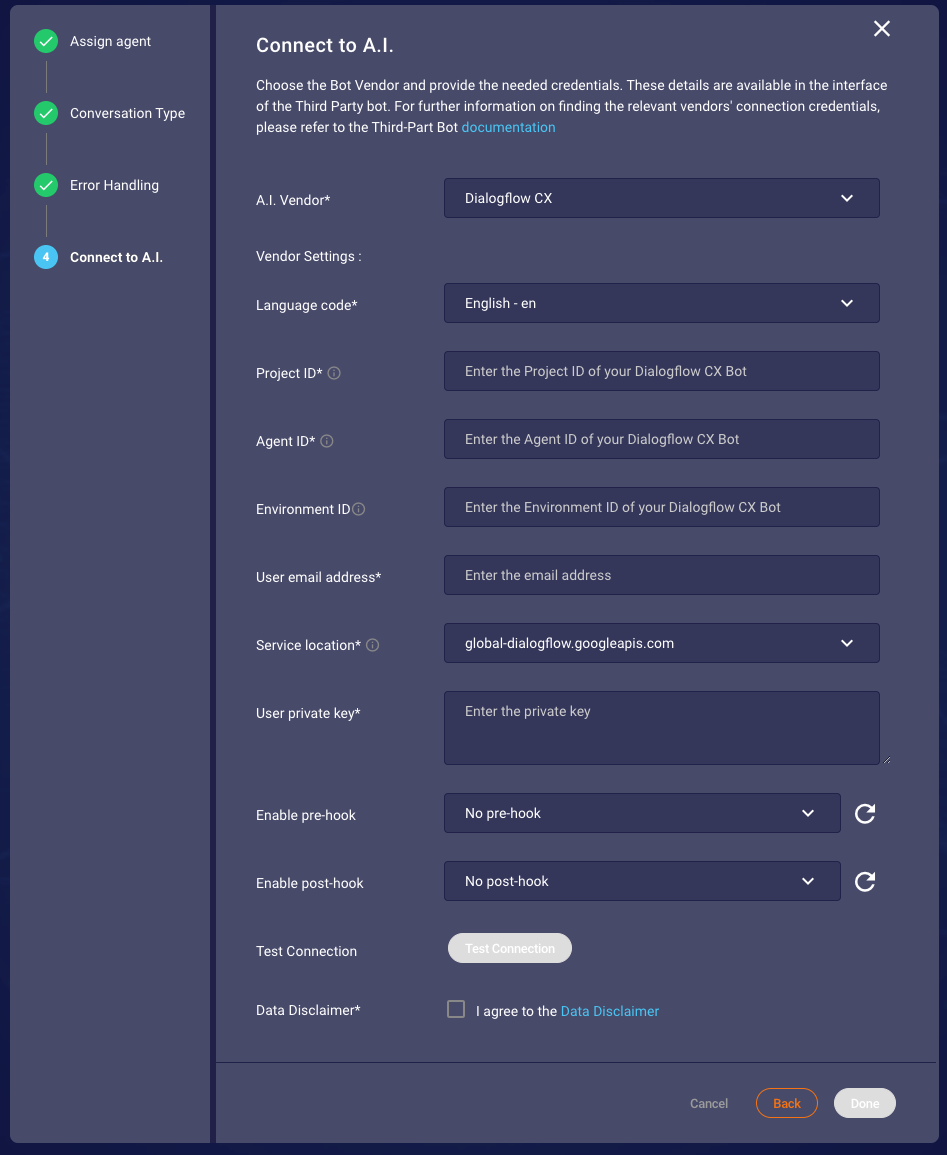 Assign agent
Conversation Type
Error Handling
4 Connect to A.I.
Connect to A.I.
Choose the Bot Vendor and provide the needed credentials. These details are available in the interface
of the Third Party bot. For further information on finding the relevant vendors' connection credentials,
please refer to the Third-Part Bot documentation
A.I. Vendor* Dialogflow CX
Vendor Settings :
Language code* English - en
Project ID* Enter the Project ID of your Dialogflow CX Bot
Agent ID* Enter the Agent ID of your Dialogflow CX Bot
Environment ID Enter the Environment ID of your Dialogflow CX Bot
User email address* Enter the email address
Service location* global-dialogflow.googleapis.com
User private key* Enter the private key
Enable pre-hook No pre-hook
Enable post-hook No post-hook
Test Connection Test Connection
Data Disclaimer* I agree to the Data Disclaimer
Cancel Back Done